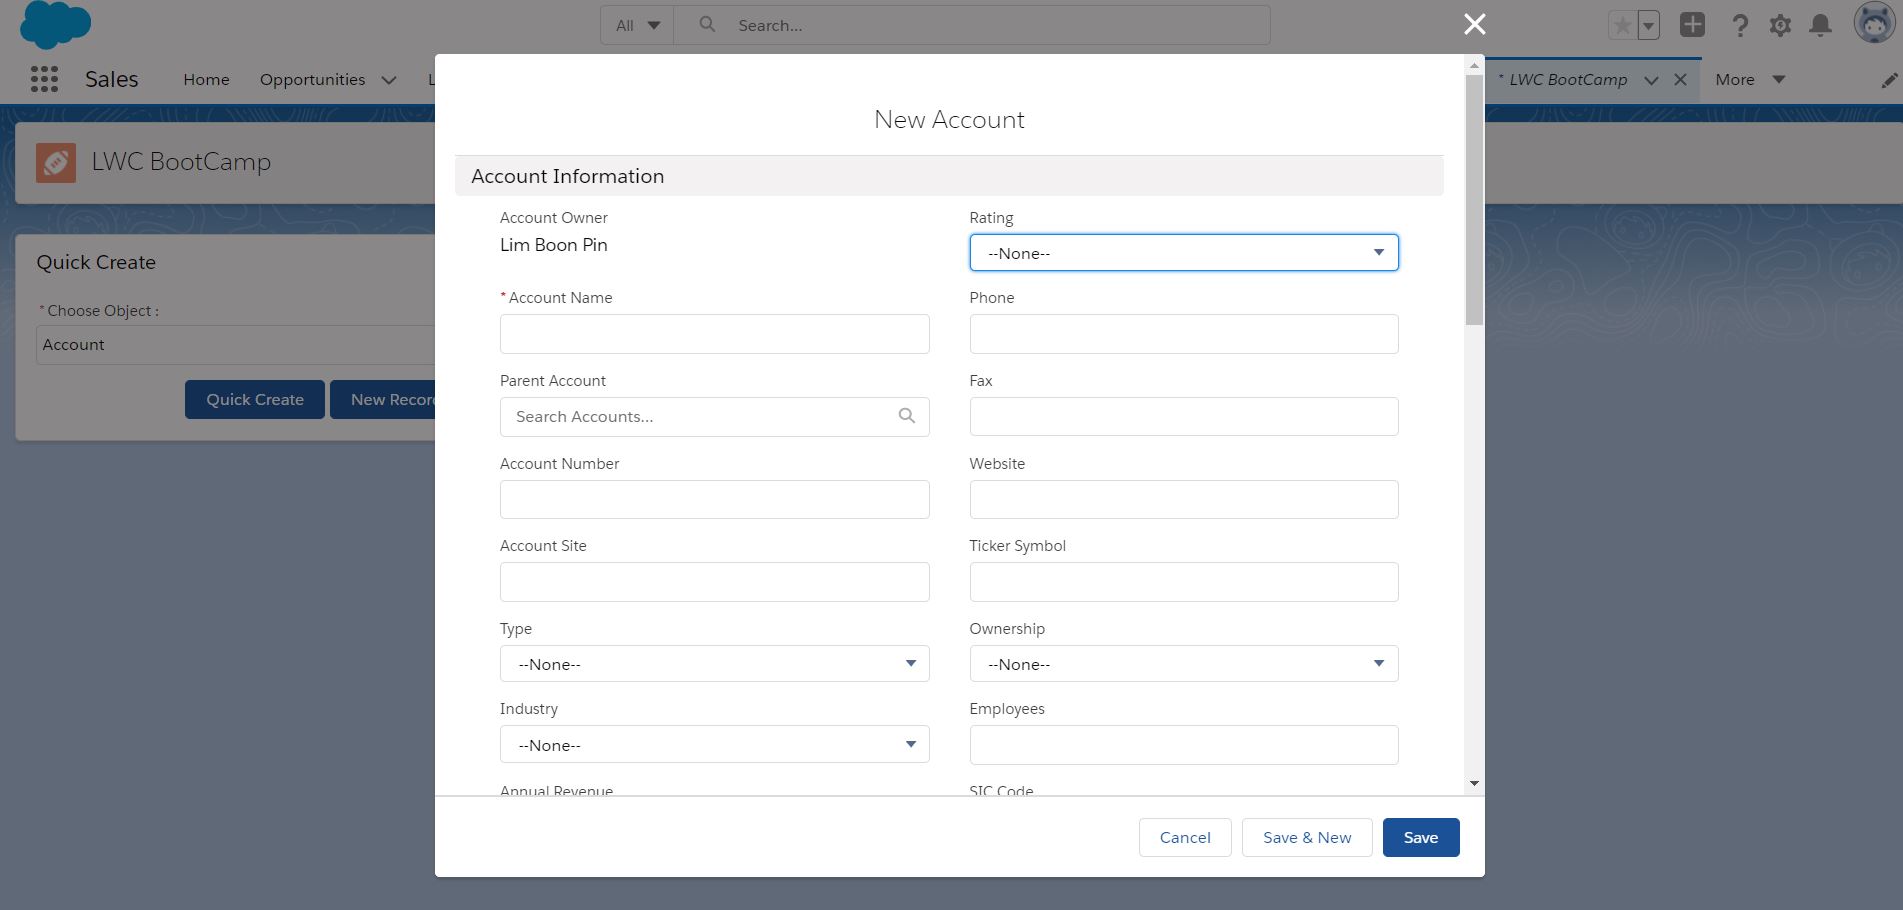 All
Search...
Sales
Home
Opportunities
* LWC BootCamp
More
LWC BootCamp
Quick Create
* Choose Object :
Account
Quick Create
New Recor
New Account
Account Information
Account Owner
Lim Boon Pin
Rating
--None--
* Account Name
Phone
Parent Account
Search Accounts...
Fax
Account Number
Website
Account Site
Ticker Symbol
Type
--None--
Ownership
--None--
Industry
--None--
Employees
Annual Revenue
SIC Code
Cancel
Save & New
Save